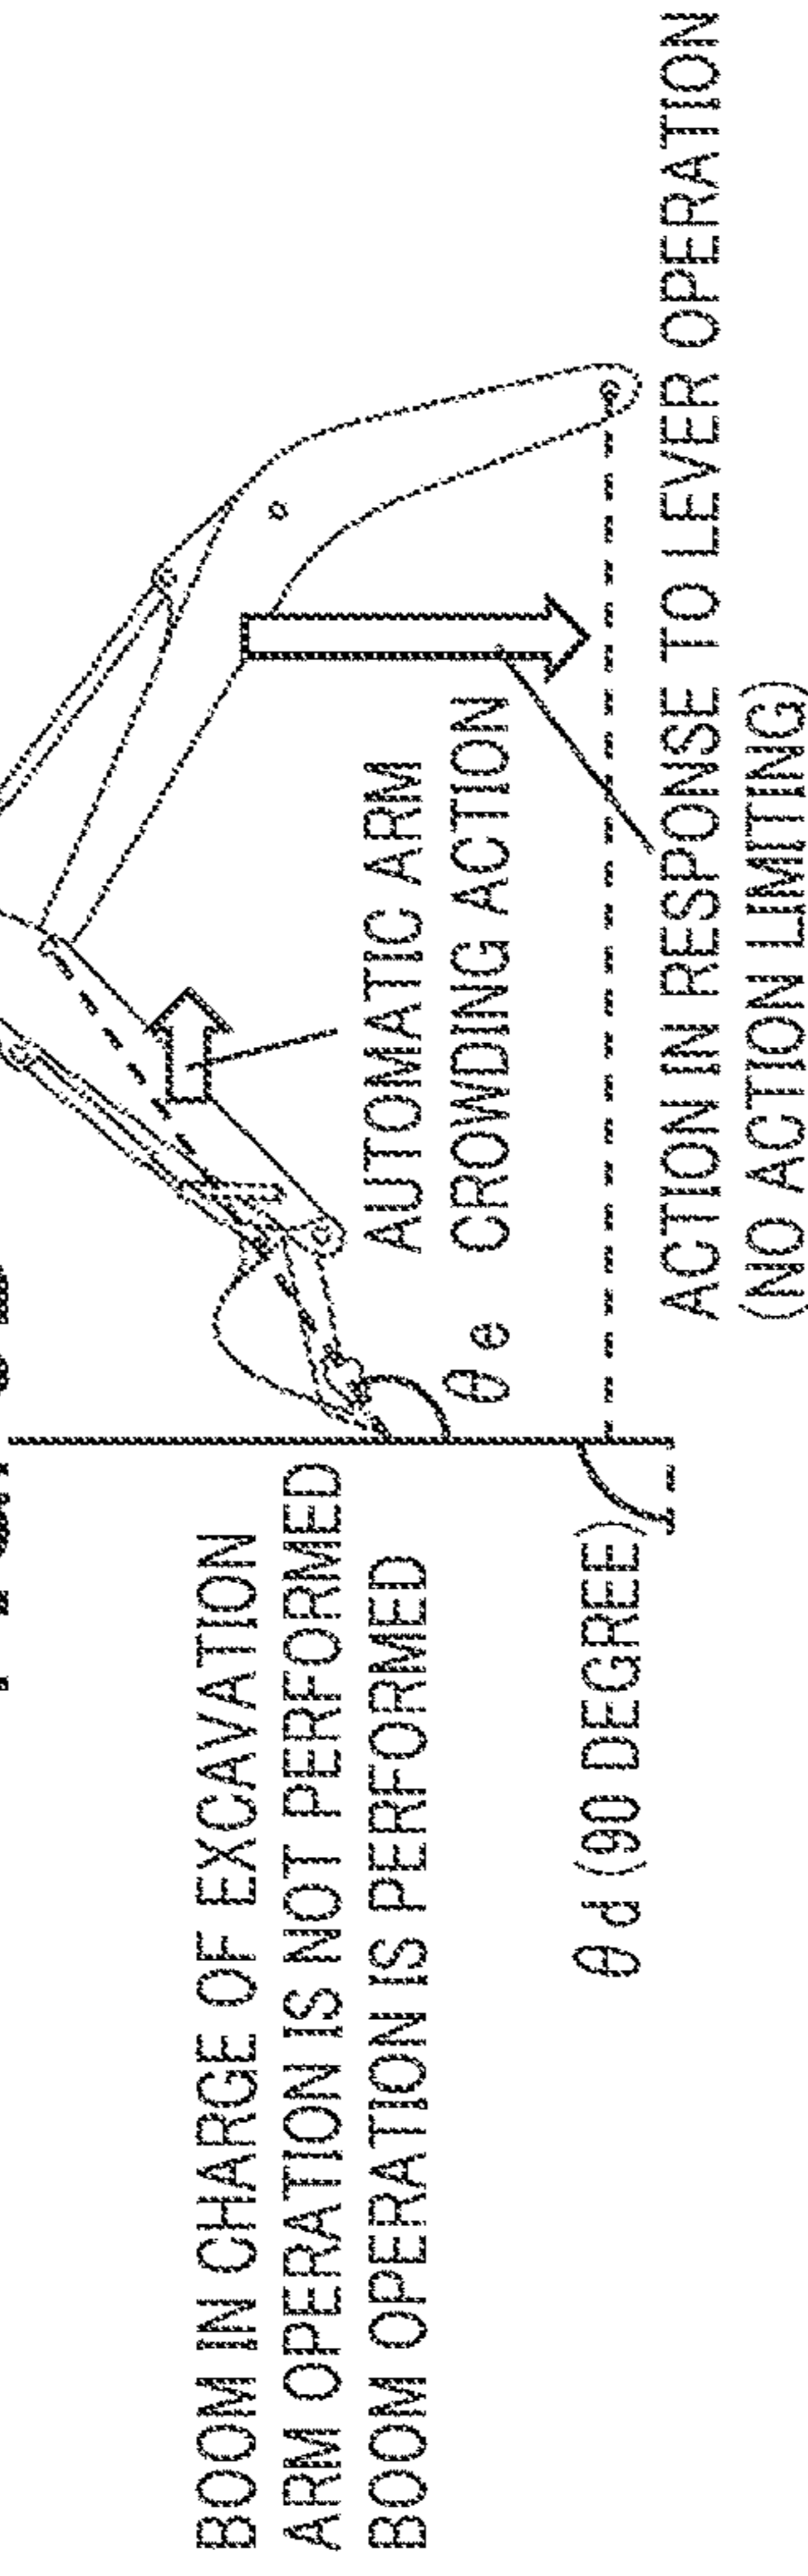 BOOM IN CHARGE OF EXCAVATION
ARM OPERATION IS NOT PERFORMED
BOOM OPERATION IS PERFORMED
θd (90 DEGREE)
θe
AUTOMATIC ARM
CROWDING ACTION
ACTION IN RESPONSE TO LEVER OPERATION
(NO ACTION LIMITING)